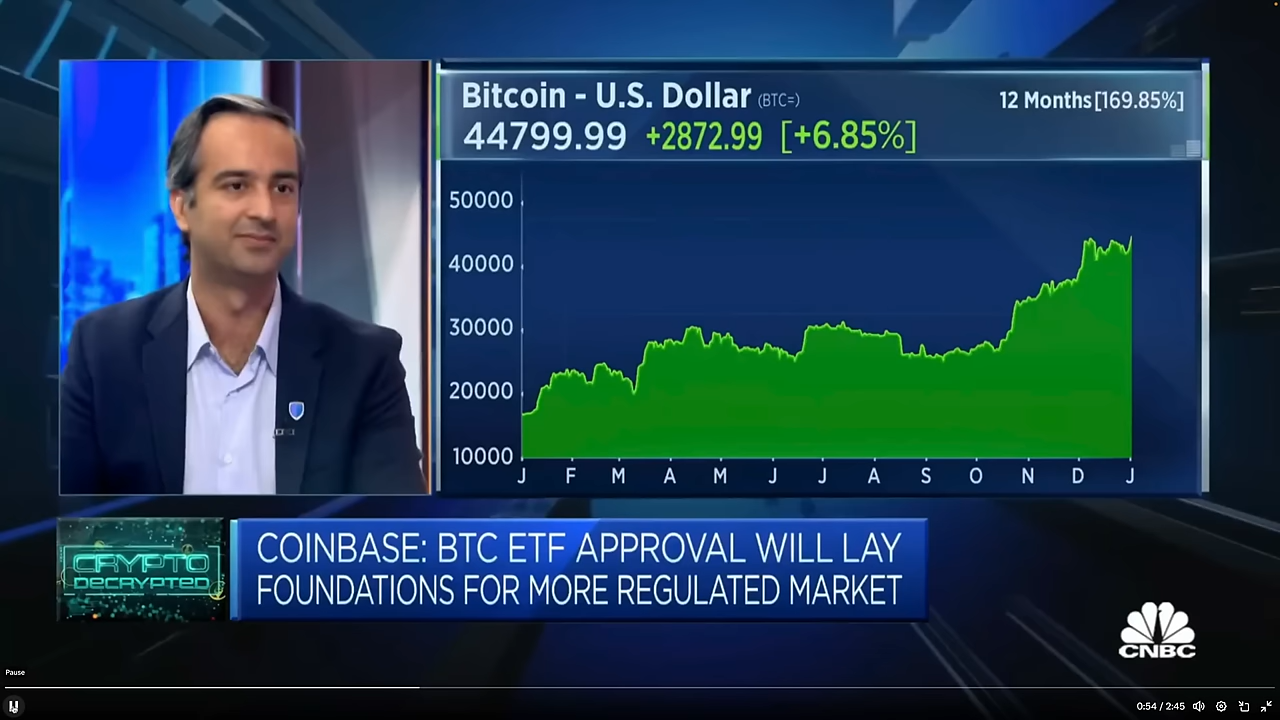 Bitcoin - U.S. Dollar (BTC=)
12 Months[169.85%]
44799.99 +2872.99 [+6.85%]
50000
40000
30000
20000
10000
J F M A M J J A S O N D J
CRYPTO
DECRYPTED
COINBASE: BTC ETF APPROVAL WILL LAY
FOUNDATIONS FOR MORE REGULATED MARKET
CNBC
Pause
0:54 / 2:45